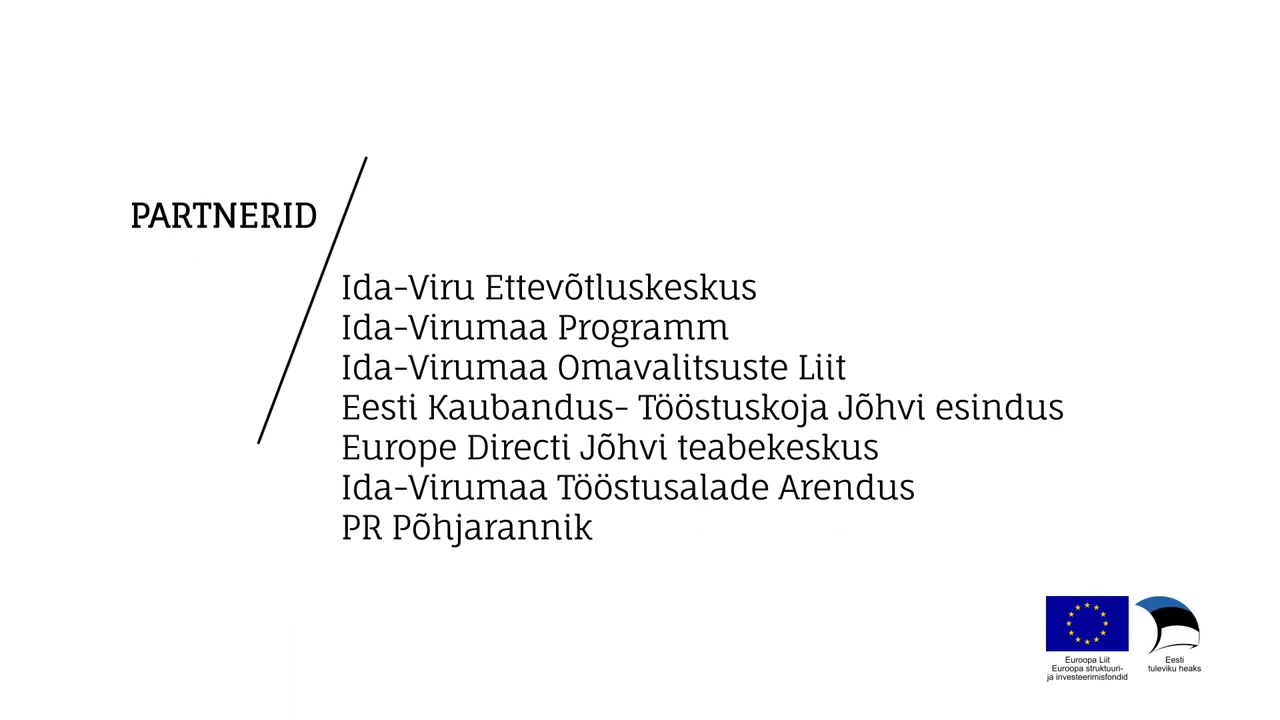 PARTNERID
Ida-Viru Ettevõtluskeskus
Ida-Virumaa Programm
Ida-Virumaa Omavalitsuste Liit
Eesti Kaubandus- Tööstuskoja Jõhvi esindus
Europe Directi Jõhvi teabekeskus
Ida-Virumaa Tööstusalade Arendus
PR Põhjarannik
Euroopa Liit
Euroopa struktuuri-
ja investeerimisfondid
Eesti
tuleviku heaks